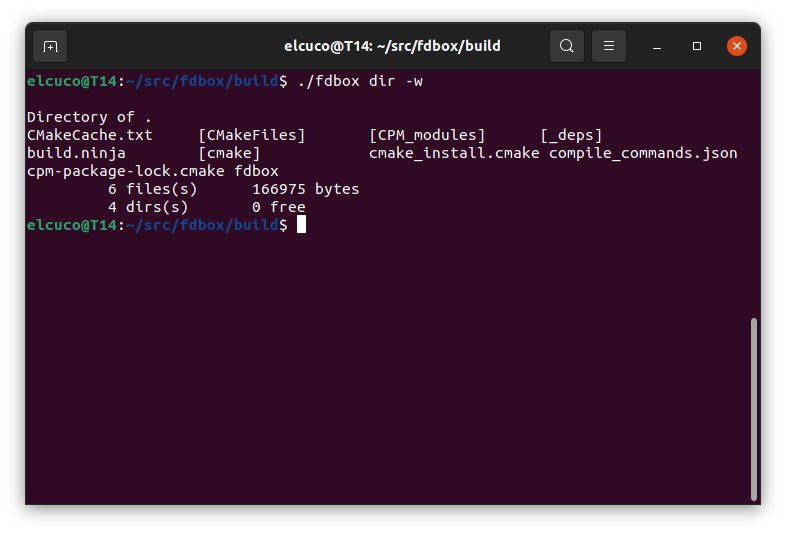 elcuco@T14: ~/src/fdbox/build
elcuco@T14:~/src/fdbox/build$ ./fdbox dir -w
Directory of .
CMakeCache.txt     [CMakeFiles]       [CPM_modules]      [_deps]
build.ninja        [cmake]            cmake_install.cmake compile_commands.json
cpm-package-lock.cmake fdbox
         6 files(s)      166975 bytes
         4 dirs(s)       0 free
elcuco@T14:~/src/fdbox/build$